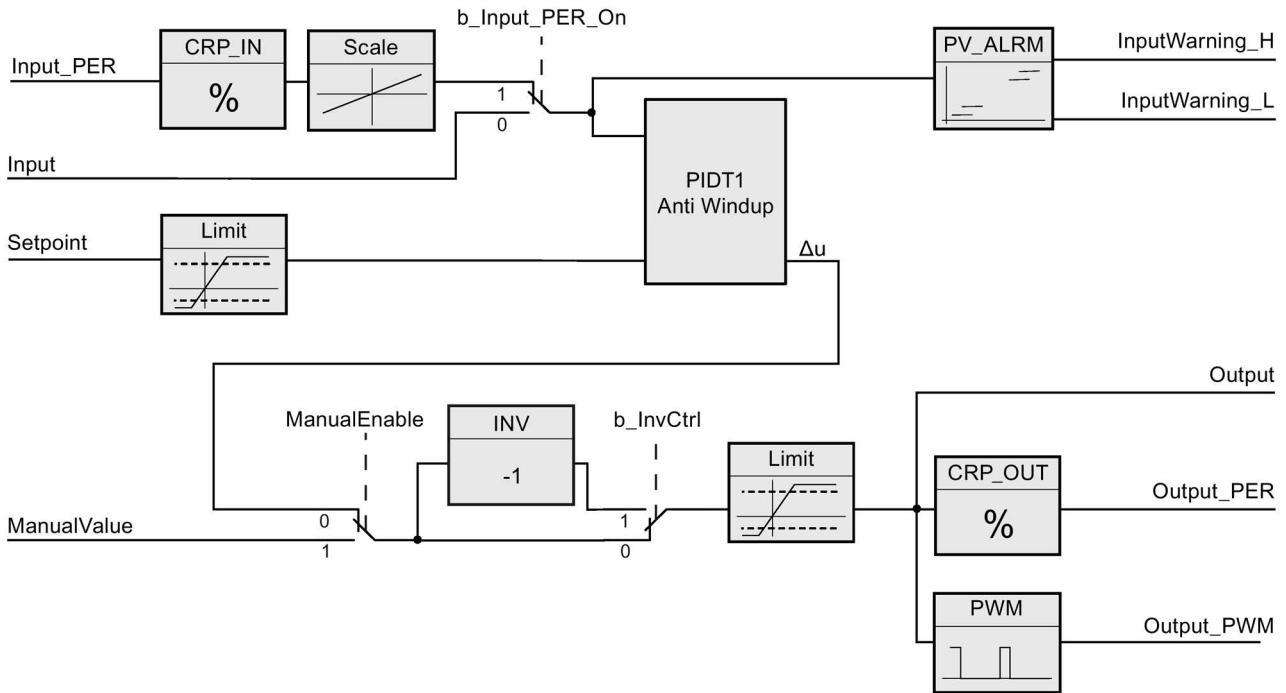 b_Input_PER_On
Input_PER
CRP_IN
%
Scale
1
0
PV_ALRM
InputWarning_H
InputWarning_L
Input
PIDT1
Anti Windup
Setpoint
Limit
Δu
Output
ManualEnable
INV
-1
b_InvCtrl
Limit
CRP_OUT
%
Output_PER
0
1
1
0
ManualValue
PWM
Output_PWM